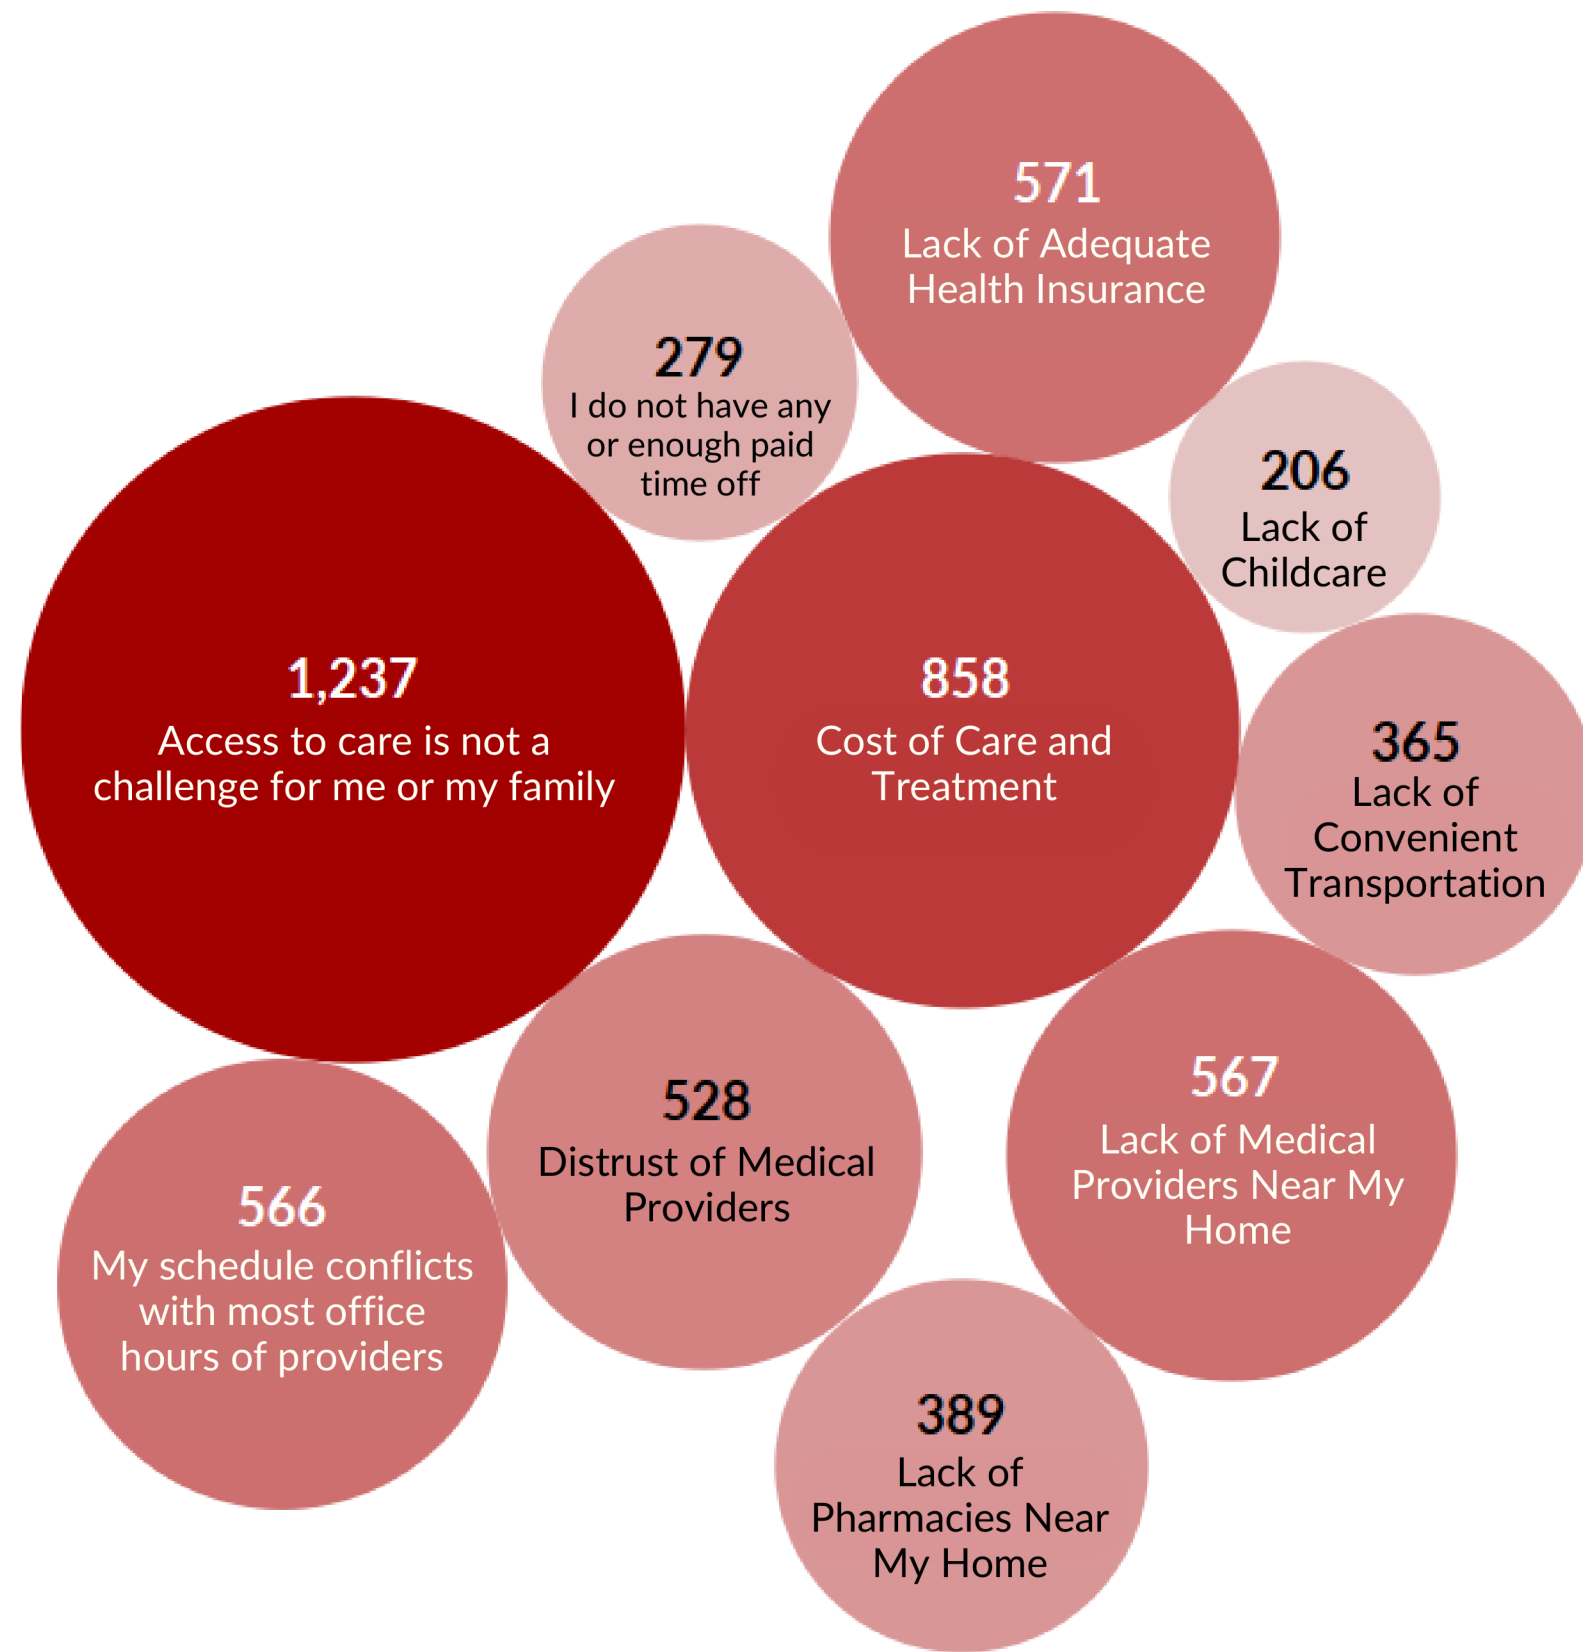 571
Lack of Adequate
Health Insurance
279
I do not have any
or enough paid
time off
206
Lack of
Childcare
1,237
Access to care is not a
challenge for me or my family
858
Cost of Care and
Treatment
365
Lack of
Convenient
Transportation
528
Distrust of Medical
Providers
567
Lack of Medical
Providers Near My
Home
566
My schedule conflicts
with most office
hours of providers
389
Lack of
Pharmacies Near
My Home